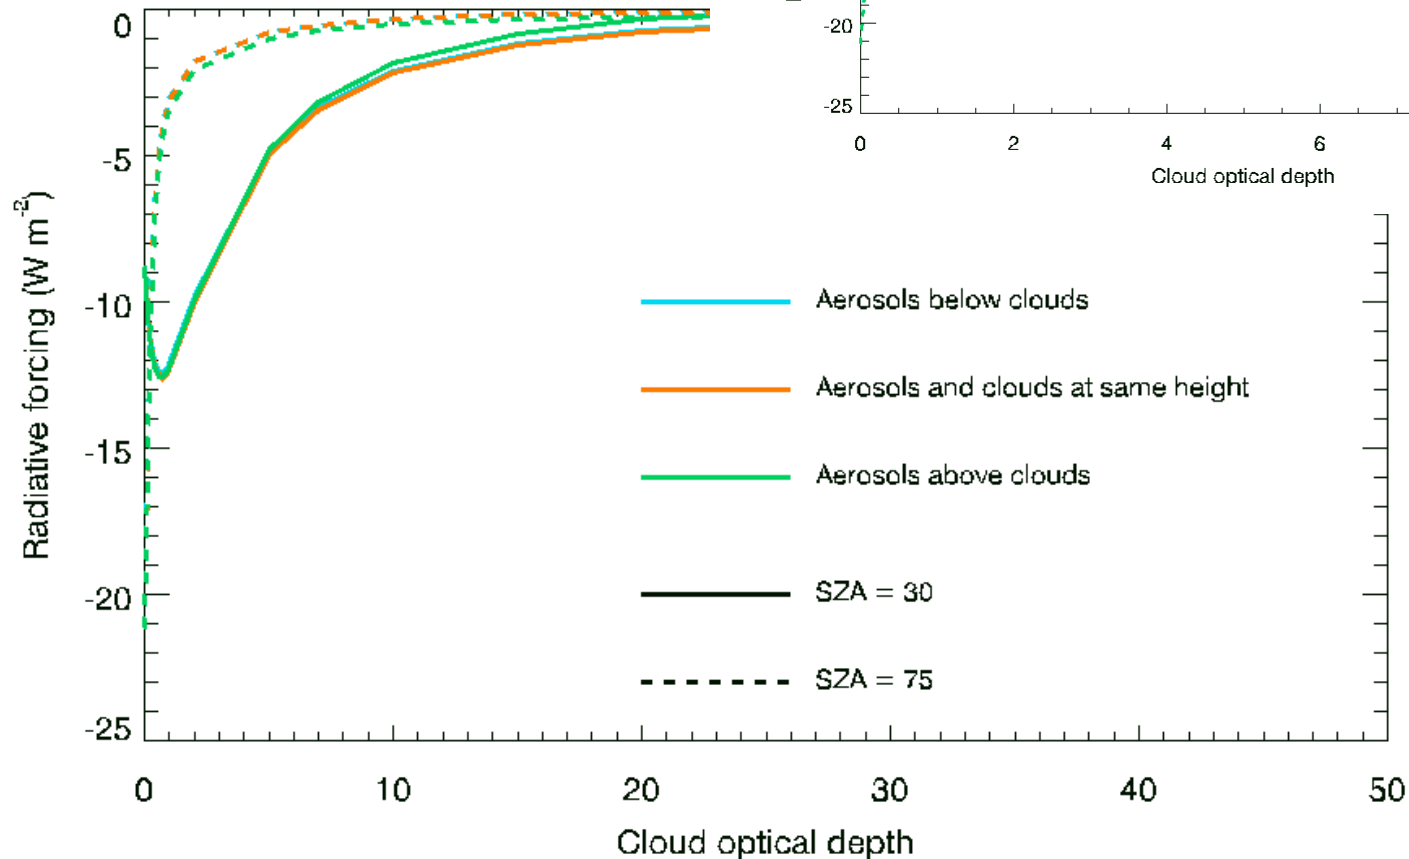 0
-5
-10
-15
-20
-25
Radiative forcing (W m⁻²)
0 10 20 30 40 50
Cloud optical depth
-20
-25
0 2 4 6
Cloud optical depth
Aerosols below clouds
Aerosols and clouds at same height
Aerosols above clouds
SZA = 30
SZA = 75